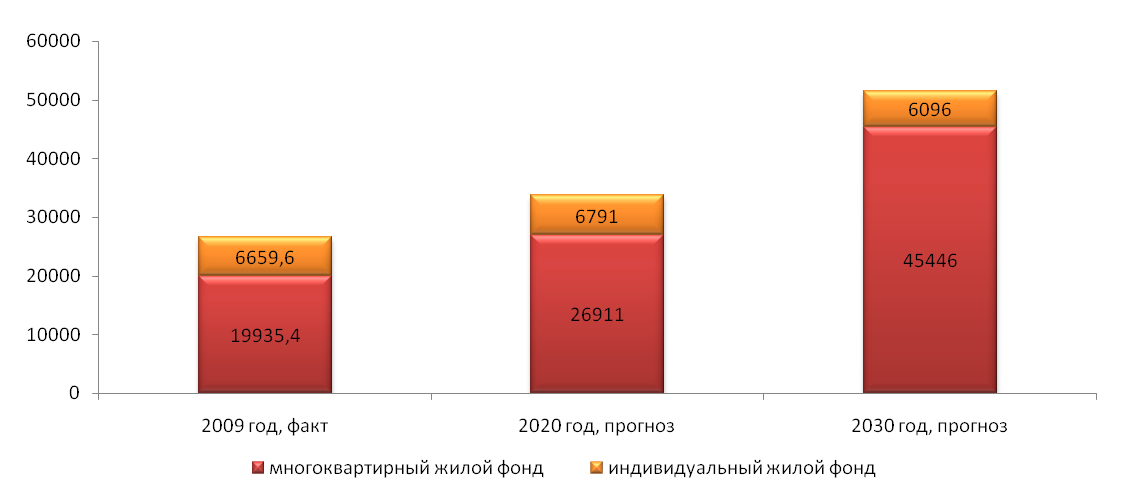 60000
50000
40000
30000
20000
10000
0
6659,6
19935,4
6791
26911
6096
45446
2009 год, факт
2020 год, прогноз
2030 год, прогноз
многоквартирный жилой фонд
индивидуальный жилой фонд